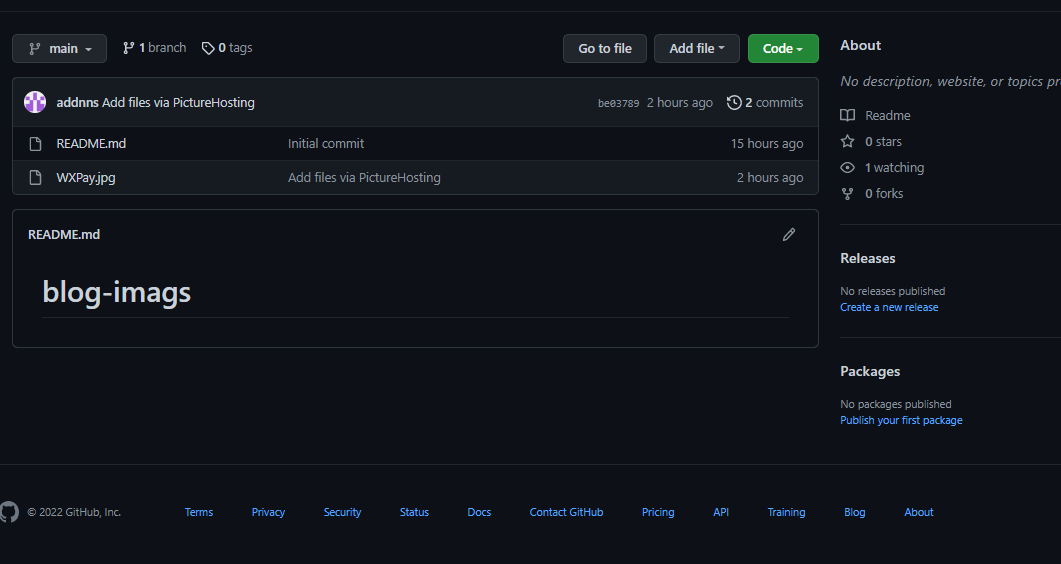 main 1 branch 0 tags Go to file Add file Code
addnns Add files via PictureHosting be03789 2 hours ago 2 commits
README.md Initial commit 15 hours ago
WXPay.jpg Add files via PictureHosting 2 hours ago
README.md
blog-imags
About
No description, website, or topics pr
Readme
0 stars
1 watching
0 forks
Releases
No releases published
Create a new release
Packages
No packages published
Publish your first package
© 2022 GitHub, Inc. Terms Privacy Security Status Docs Contact GitHub Pricing API Training Blog About